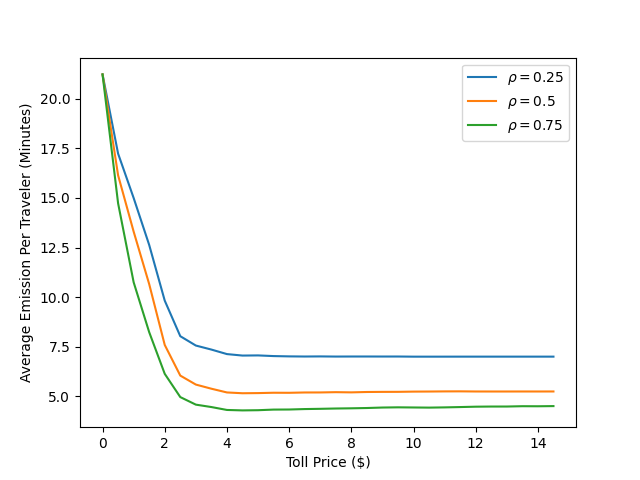 ρ = 0.25
ρ = 0.5
ρ = 0.75
Average Emission Per Traveler (Minutes)
20.0
17.5
15.0
12.5
10.0
7.5
5.0
0 2 4 6 8 10 12 14
Toll Price ($)